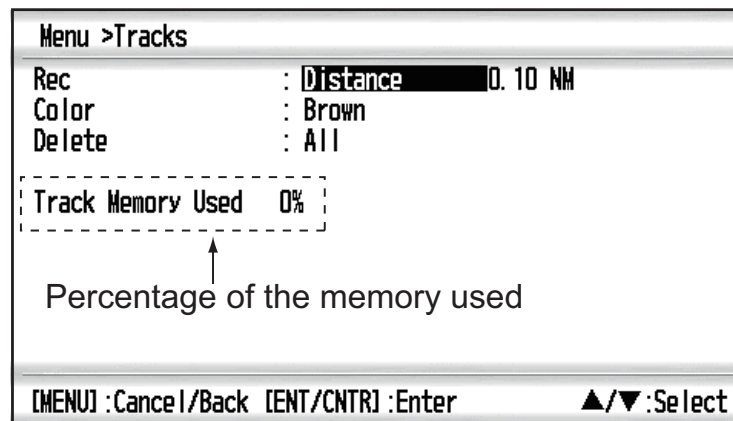 Menu >Tracks
Rec : Distance 0.10 NM
Color : Brown
Delete : All
Track Memory Used 0%
Percentage of the memory used
[MENU] :Cancel/Back [ENT/CNTR] :Enter ▲/▼ :Select